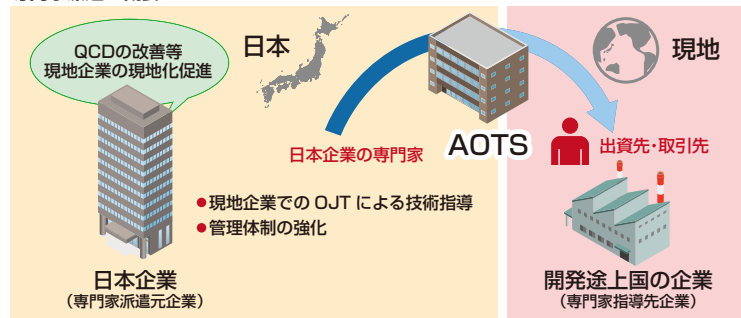 QCDの改善等
現地企業の現地化促進
日本
現地
日本企業の専門家
AOTS
出資先・取引先
●現地企業でのOJTによる技術指導
●管理体制の強化
日本企業
(専門家派遣元企業)
開発途上国の企業
(専門家指導先企業)